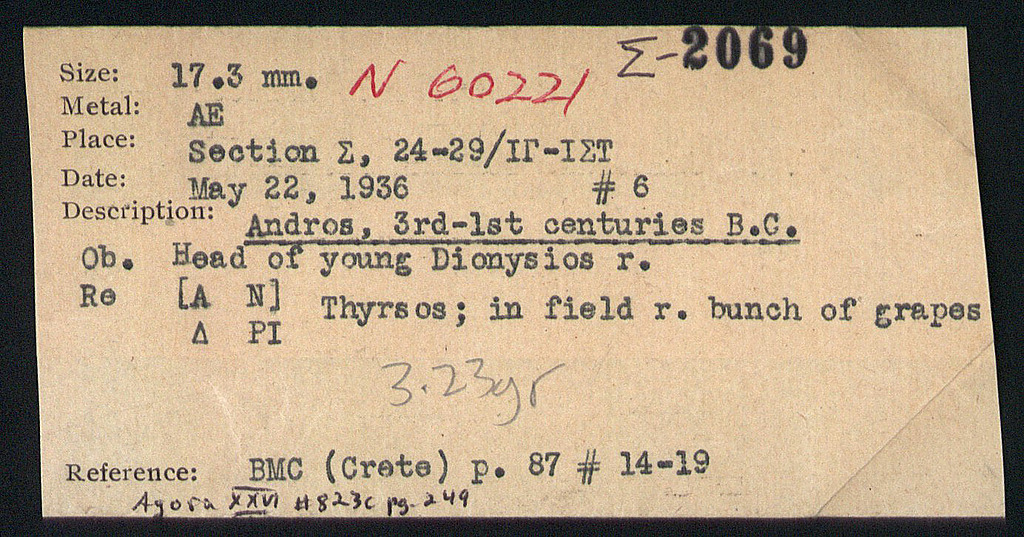 Σ-2069
Size: 17.3 mm. N 60221
Metal: AE
Place: Section Σ, 24-29/ΙΓ-ΙΣΤ
Date: May 22, 1936 # 6
Description: Andros, 3rd-1st centuries B.C.
Ob. Head of young Dionysios r.
Re [A N] Thyrsos; in field r. bunch of grapes
Δ PI
3.23gr
Reference: BMC (Crete) p. 87 # 14-19
Agora XXVI #823c pg. 249